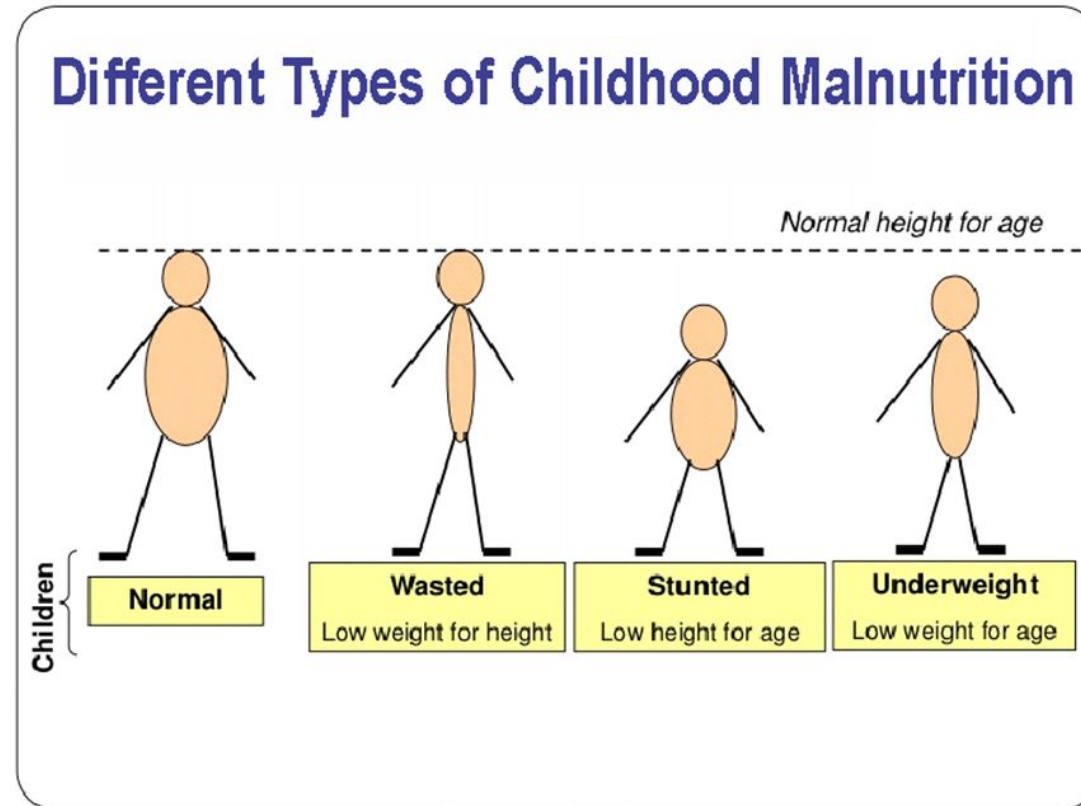 Different Types of Childhood Malnutrition
Normal height for age
Children
Normal
Wasted
Low weight for height
Stunted
Low height for age
Underweight
Low weight for age